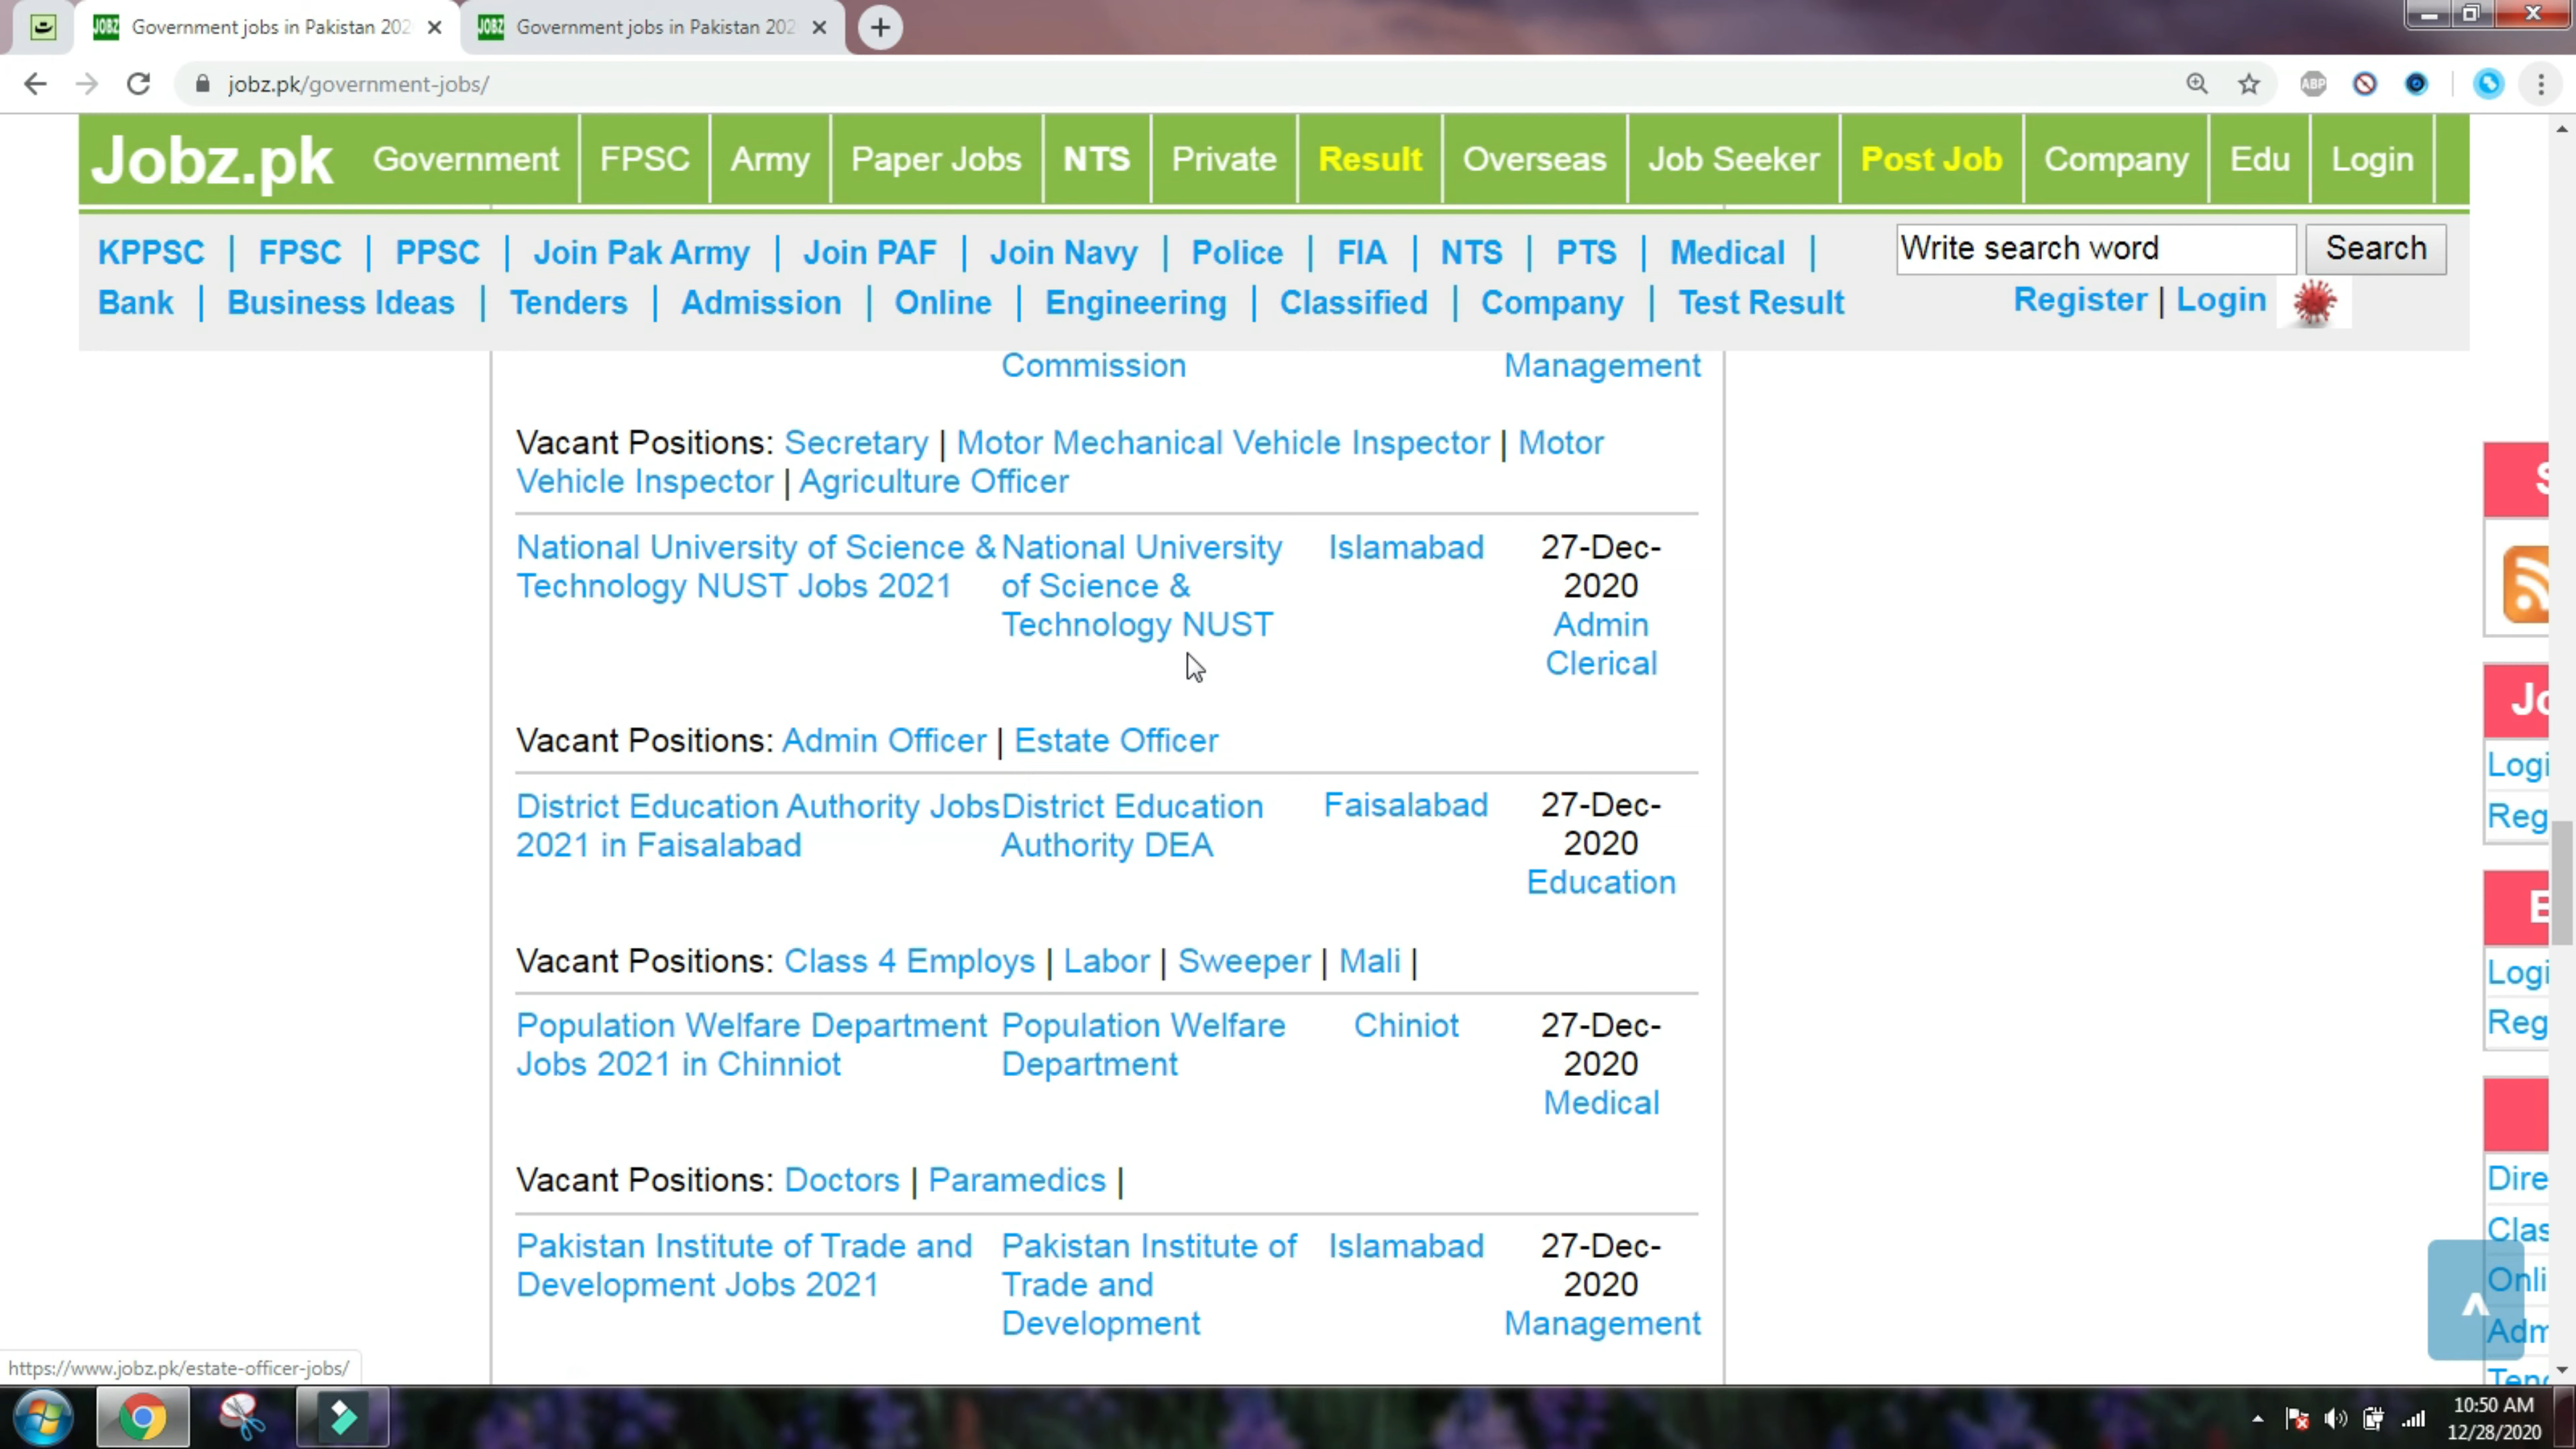 Government jobs in Pakistan 202
Government jobs in Pakistan 202
jobz.pk/government-jobs/
ABP
Jobz.pk Government FPSC Army Paper Jobs NTS Private Result Overseas Job Seeker Post Job Company Edu Login
KPPSC | FPSC | PPSC | Join Pak Army | Join PAF | Join Navy | Police | FIA | NTS | PTS | Medical |
Bank | Business Ideas | Tenders | Admission | Online | Engineering | Classified | Company | Test Result
Write search word Search
Register | Login
Commission Management
Vacant Positions: Secretary | Motor Mechanical Vehicle Inspector | Motor
Vehicle Inspector | Agriculture Officer
National University of Science & National University Islamabad 27-Dec-
Technology NUST Jobs 2021 of Science & 2020
Technology NUST Admin
Clerical
Vacant Positions: Admin Officer | Estate Officer
District Education Authority Jobs District Education Faisalabad 27-Dec-
2021 in Faisalabad Authority DEA 2020
Education
Vacant Positions: Class 4 Employs | Labor | Sweeper | Mali |
Population Welfare Department Population Welfare Chiniot 27-Dec-
Jobs 2021 in Chinniot Department 2020
Medical
Vacant Positions: Doctors | Paramedics |
Pakistan Institute of Trade and Pakistan Institute of Islamabad 27-Dec-
Development Jobs 2021 Trade and 2020
Development Management
Logi
Reg
Logi
Reg
Dire
Clas
Onli
Adm
https://www.jobz.pk/estate-officer-jobs/
10:50 AM
12/28/2020